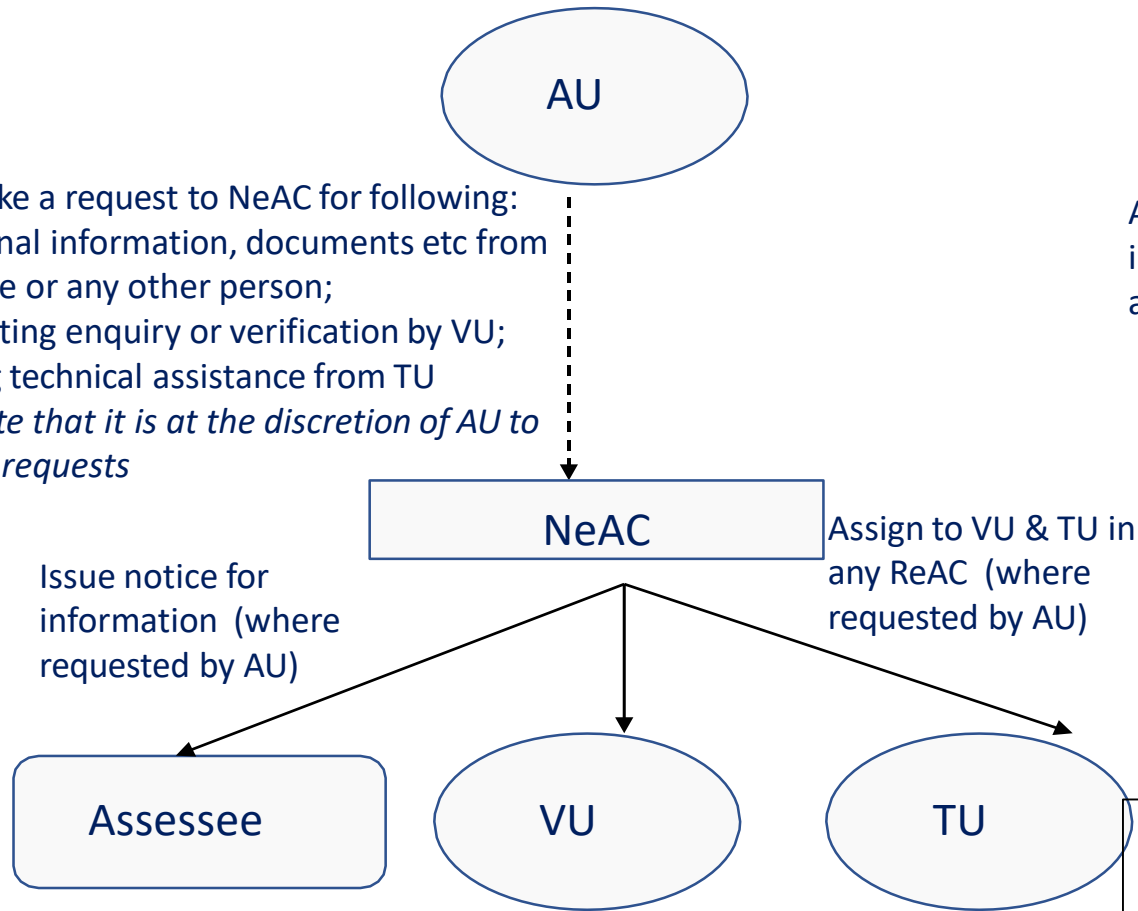 AU
ke a request to NeAC for following:
nal information, documents etc from
e or any other person;
ting enquiry or verification by VU;
g technical assistance from TU
te that it is at the discretion of AU to
requests
A
i
a
NeAC
Assign to VU & TU in
any ReAC (where
requested by AU)
Issue notice for
information (where
requested by AU)
Assessee
VU
TU